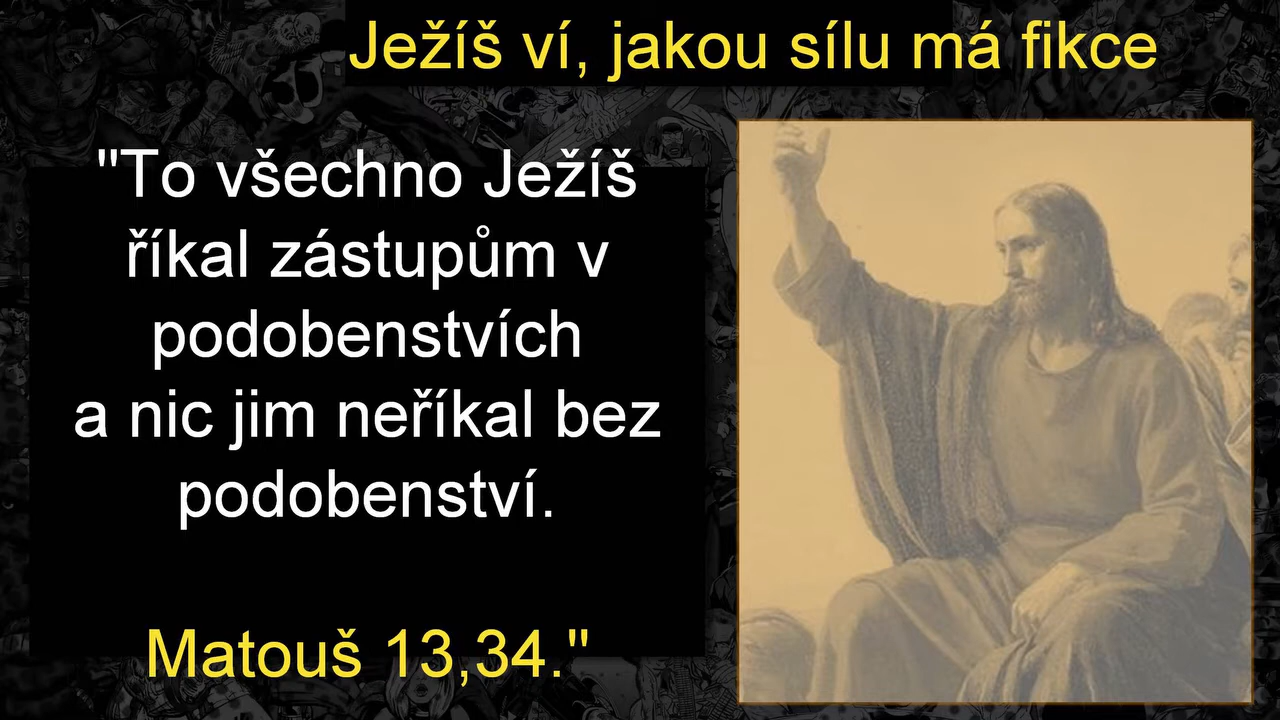 Ježíš ví, jakou sílu má fikce
"To všechno Ježíš
říkal zástupům v
podobenstvích
a nic jim neříkal bez
podobenství.
Matouš 13,34."